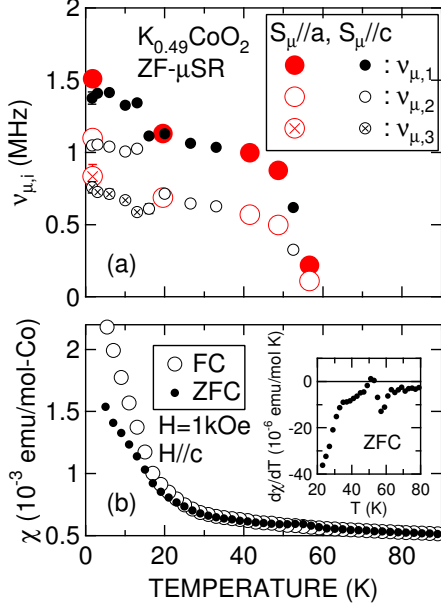 K0.49CoO2
ZF-μSR
Sμ//a, Sμ//c
: νμ,1
: νμ,2
: νμ,3
νμ,i (MHz)
2
1.5
1
0.5
0
(a)
χ (10-3 emu/mol-Co)
2
1.5
1
0.5
FC
ZFC
H=1kOe
H//c
(b)
dχ/dT (10-6 emu/mol K)
0
-20
-40
ZFC
20 40 60 80
T (K)
0 20 40 60 80
TEMPERATURE (K)